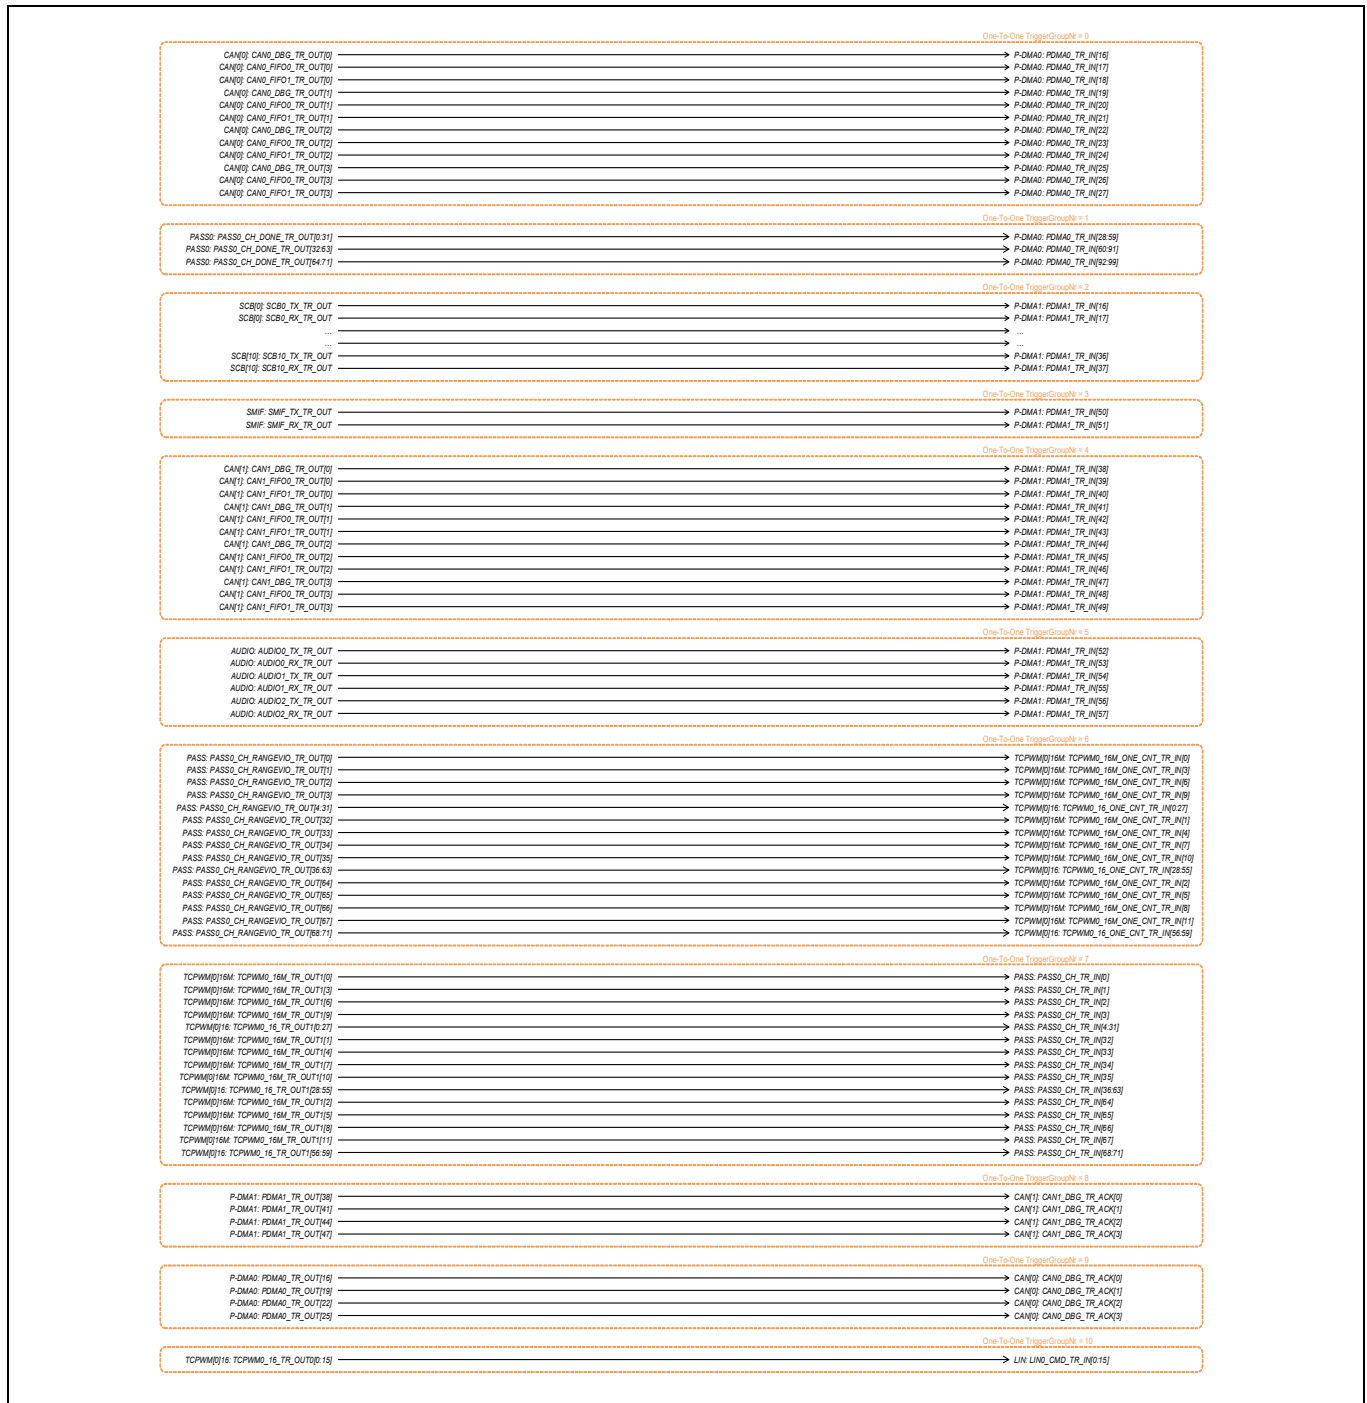 One-To-One TriggerGroupNr = 0
CAN[0]: CAN0_DBG_TR_OUT[0] P-DMA0: PDMA0_TR_IN[16]
CAN[0]: CAN0_FIFO0_TR_OUT[0] P-DMA0: PDMA0_TR_IN[17]
CAN[0]: CAN0_FIFO1_TR_OUT[0] P-DMA0: PDMA0_TR_IN[18]
CAN[0]: CAN0_DBG_TR_OUT[1] P-DMA0: PDMA0_TR_IN[19]
CAN[0]: CAN0_FIFO0_TR_OUT[1] P-DMA0: PDMA0_TR_IN[20]
CAN[0]: CAN0_FIFO1_TR_OUT[1] P-DMA0: PDMA0_TR_IN[21]
CAN[0]: CAN0_DBG_TR_OUT[2] P-DMA0: PDMA0_TR_IN[22]
CAN[0]: CAN0_FIFO0_TR_OUT[2] P-DMA0: PDMA0_TR_IN[23]
CAN[0]: CAN0_FIFO1_TR_OUT[2] P-DMA0: PDMA0_TR_IN[24]
CAN[0]: CAN0_DBG_TR_OUT[3] P-DMA0: PDMA0_TR_IN[25]
CAN[0]: CAN0_FIFO0_TR_OUT[3] P-DMA0: PDMA0_TR_IN[26]
CAN[0]: CAN0_FIFO1_TR_OUT[3] P-DMA0: PDMA0_TR_IN[27]
One-To-One TriggerGroupNr = 1
PASS0: PASS0_CH_DONE_TR_OUT[0:31] P-DMA0: PDMA0_TR_IN[28:59]
PASS0: PASS0_CH_DONE_TR_OUT[32:63] P-DMA0: PDMA0_TR_IN[60:91]
PASS0: PASS0_CH_DONE_TR_OUT[64:71] P-DMA0: PDMA0_TR_IN[92:99]
One-To-One TriggerGroupNr = 2
SCB[0]: SCB0_TX_TR_OUT P-DMA1: PDMA1_TR_IN[16]
SCB[0]: SCB0_RX_TR_OUT P-DMA1: PDMA1_TR_IN[17]
... ...
... ...
SCB[10]: SCB10_TX_TR_OUT P-DMA1: PDMA1_TR_IN[36]
SCB[10]: SCB10_RX_TR_OUT P-DMA1: PDMA1_TR_IN[37]
One-To-One TriggerGroupNr = 3
SMIF: SMIF_TX_TR_OUT P-DMA1: PDMA1_TR_IN[50]
SMIF: SMIF_RX_TR_OUT P-DMA1: PDMA1_TR_IN[51]
One-To-One TriggerGroupNr = 4
CAN[1]: CAN1_DBG_TR_OUT[0] P-DMA1: PDMA1_TR_IN[38]
CAN[1]: CAN1_FIFO0_TR_OUT[0] P-DMA1: PDMA1_TR_IN[39]
CAN[1]: CAN1_FIFO1_TR_OUT[0] P-DMA1: PDMA1_TR_IN[40]
CAN[1]: CAN1_DBG_TR_OUT[1] P-DMA1: PDMA1_TR_IN[41]
CAN[1]: CAN1_FIFO0_TR_OUT[1] P-DMA1: PDMA1_TR_IN[42]
CAN[1]: CAN1_FIFO1_TR_OUT[1] P-DMA1: PDMA1_TR_IN[43]
CAN[1]: CAN1_DBG_TR_OUT[2] P-DMA1: PDMA1_TR_IN[44]
CAN[1]: CAN1_FIFO0_TR_OUT[2] P-DMA1: PDMA1_TR_IN[45]
CAN[1]: CAN1_FIFO1_TR_OUT[2] P-DMA1: PDMA1_TR_IN[46]
CAN[1]: CAN1_DBG_TR_OUT[3] P-DMA1: PDMA1_TR_IN[47]
CAN[1]: CAN1_FIFO0_TR_OUT[3] P-DMA1: PDMA1_TR_IN[48]
CAN[1]: CAN1_FIFO1_TR_OUT[3] P-DMA1: PDMA1_TR_IN[49]
One-To-One TriggerGroupNr = 5
AUDIO: AUDIO0_TX_TR_OUT P-DMA1: PDMA1_TR_IN[52]
AUDIO: AUDIO0_RX_TR_OUT P-DMA1: PDMA1_TR_IN[53]
AUDIO: AUDIO1_TX_TR_OUT P-DMA1: PDMA1_TR_IN[54]
AUDIO: AUDIO1_RX_TR_OUT P-DMA1: PDMA1_TR_IN[55]
AUDIO: AUDIO2_TX_TR_OUT P-DMA1: PDMA1_TR_IN[56]
AUDIO: AUDIO2_RX_TR_OUT P-DMA1: PDMA1_TR_IN[57]
One-To-One TriggerGroupNr = 6
PASS: PASS0_CH_RANGEVIO_TR_OUT[0] TCPWM[0]16M: TCPWM0_16M_ONE_CNT_TR_IN[0]
PASS: PASS0_CH_RANGEVIO_TR_OUT[1] TCPWM[0]16M: TCPWM0_16M_ONE_CNT_TR_IN[3]
PASS: PASS0_CH_RANGEVIO_TR_OUT[2] TCPWM[0]16M: TCPWM0_16M_ONE_CNT_TR_IN[6]
PASS: PASS0_CH_RANGEVIO_TR_OUT[3] TCPWM[0]16M: TCPWM0_16M_ONE_CNT_TR_IN[9]
PASS: PASS0_CH_RANGEVIO_TR_OUT[4:31] TCPWM[0]16: TCPWM0_16_ONE_CNT_TR_IN[0:27]
PASS: PASS0_CH_RANGEVIO_TR_OUT[32] TCPWM[0]16M: TCPWM0_16M_ONE_CNT_TR_IN[1]
PASS: PASS0_CH_RANGEVIO_TR_OUT[33] TCPWM[0]16M: TCPWM0_16M_ONE_CNT_TR_IN[4]
PASS: PASS0_CH_RANGEVIO_TR_OUT[34] TCPWM[0]16M: TCPWM0_16M_ONE_CNT_TR_IN[7]
PASS: PASS0_CH_RANGEVIO_TR_OUT[35] TCPWM[0]16M: TCPWM0_16M_ONE_CNT_TR_IN[10]
PASS: PASS0_CH_RANGEVIO_TR_OUT[36:63] TCPWM[0]16: TCPWM0_16_ONE_CNT_TR_IN[28:55]
PASS: PASS0_CH_RANGEVIO_TR_OUT[64] TCPWM[0]16M: TCPWM0_16M_ONE_CNT_TR_IN[2]
PASS: PASS0_CH_RANGEVIO_TR_OUT[65] TCPWM[0]16M: TCPWM0_16M_ONE_CNT_TR_IN[5]
PASS: PASS0_CH_RANGEVIO_TR_OUT[66] TCPWM[0]16M: TCPWM0_16M_ONE_CNT_TR_IN[8]
PASS: PASS0_CH_RANGEVIO_TR_OUT[67] TCPWM[0]16M: TCPWM0_16M_ONE_CNT_TR_IN[11]
PASS: PASS0_CH_RANGEVIO_TR_OUT[68:71] TCPWM[0]16: TCPWM0_16_ONE_CNT_TR_IN[56:59]
One-To-One TriggerGroupNr = 7
TCPWM[0]16M: TCPWM0_16M_TR_OUT1[0] PASS: PASS0_CH_TR_IN[0]
TCPWM[0]16M: TCPWM0_16M_TR_OUT1[3] PASS: PASS0_CH_TR_IN[1]
TCPWM[0]16M: TCPWM0_16M_TR_OUT1[6] PASS: PASS0_CH_TR_IN[2]
TCPWM[0]16M: TCPWM0_16M_TR_OUT1[9] PASS: PASS0_CH_TR_IN[3]
TCPWM[0]16: TCPWM0_16_TR_OUT1[0:27] PASS: PASS0_CH_TR_IN[4:31]
TCPWM[0]16M: TCPWM0_16M_TR_OUT1[1] PASS: PASS0_CH_TR_IN[32]
TCPWM[0]16M: TCPWM0_16M_TR_OUT1[4] PASS: PASS0_CH_TR_IN[33]
TCPWM[0]16M: TCPWM0_16M_TR_OUT1[7] PASS: PASS0_CH_TR_IN[34]
TCPWM[0]16M: TCPWM0_16M_TR_OUT1[10] PASS: PASS0_CH_TR_IN[35]
TCPWM[0]16: TCPWM0_16_TR_OUT1[28:55] PASS: PASS0_CH_TR_IN[36:63]
TCPWM[0]16M: TCPWM0_16M_TR_OUT1[2] PASS: PASS0_CH_TR_IN[64]
TCPWM[0]16M: TCPWM0_16M_TR_OUT1[5] PASS: PASS0_CH_TR_IN[65]
TCPWM[0]16M: TCPWM0_16M_TR_OUT1[8] PASS: PASS0_CH_TR_IN[66]
TCPWM[0]16M: TCPWM0_16M_TR_OUT1[11] PASS: PASS0_CH_TR_IN[67]
TCPWM[0]16: TCPWM0_16_TR_OUT1[56:59] PASS: PASS0_CH_TR_IN[68:71]
One-To-One TriggerGroupNr = 8
P-DMA1: PDMA1_TR_OUT[38] CAN[1]: CAN1_DBG_TR_ACK[0]
P-DMA1: PDMA1_TR_OUT[41] CAN[1]: CAN1_DBG_TR_ACK[1]
P-DMA1: PDMA1_TR_OUT[44] CAN[1]: CAN1_DBG_TR_ACK[2]
P-DMA1: PDMA1_TR_OUT[47] CAN[1]: CAN1_DBG_TR_ACK[3]
One-To-One TriggerGroupNr = 9
P-DMA0: PDMA0_TR_OUT[16] CAN[0]: CAN0_DBG_TR_ACK[0]
P-DMA0: PDMA0_TR_OUT[19] CAN[0]: CAN0_DBG_TR_ACK[1]
P-DMA0: PDMA0_TR_OUT[22] CAN[0]: CAN0_DBG_TR_ACK[2]
P-DMA0: PDMA0_TR_OUT[25] CAN[0]: CAN0_DBG_TR_ACK[3]
One-To-One TriggerGroupNr = 10
TCPWM[0]16: TCPWM0_16_TR_OUT0[0:15] LIN: LIN0_CMD_TR_IN[0:15]